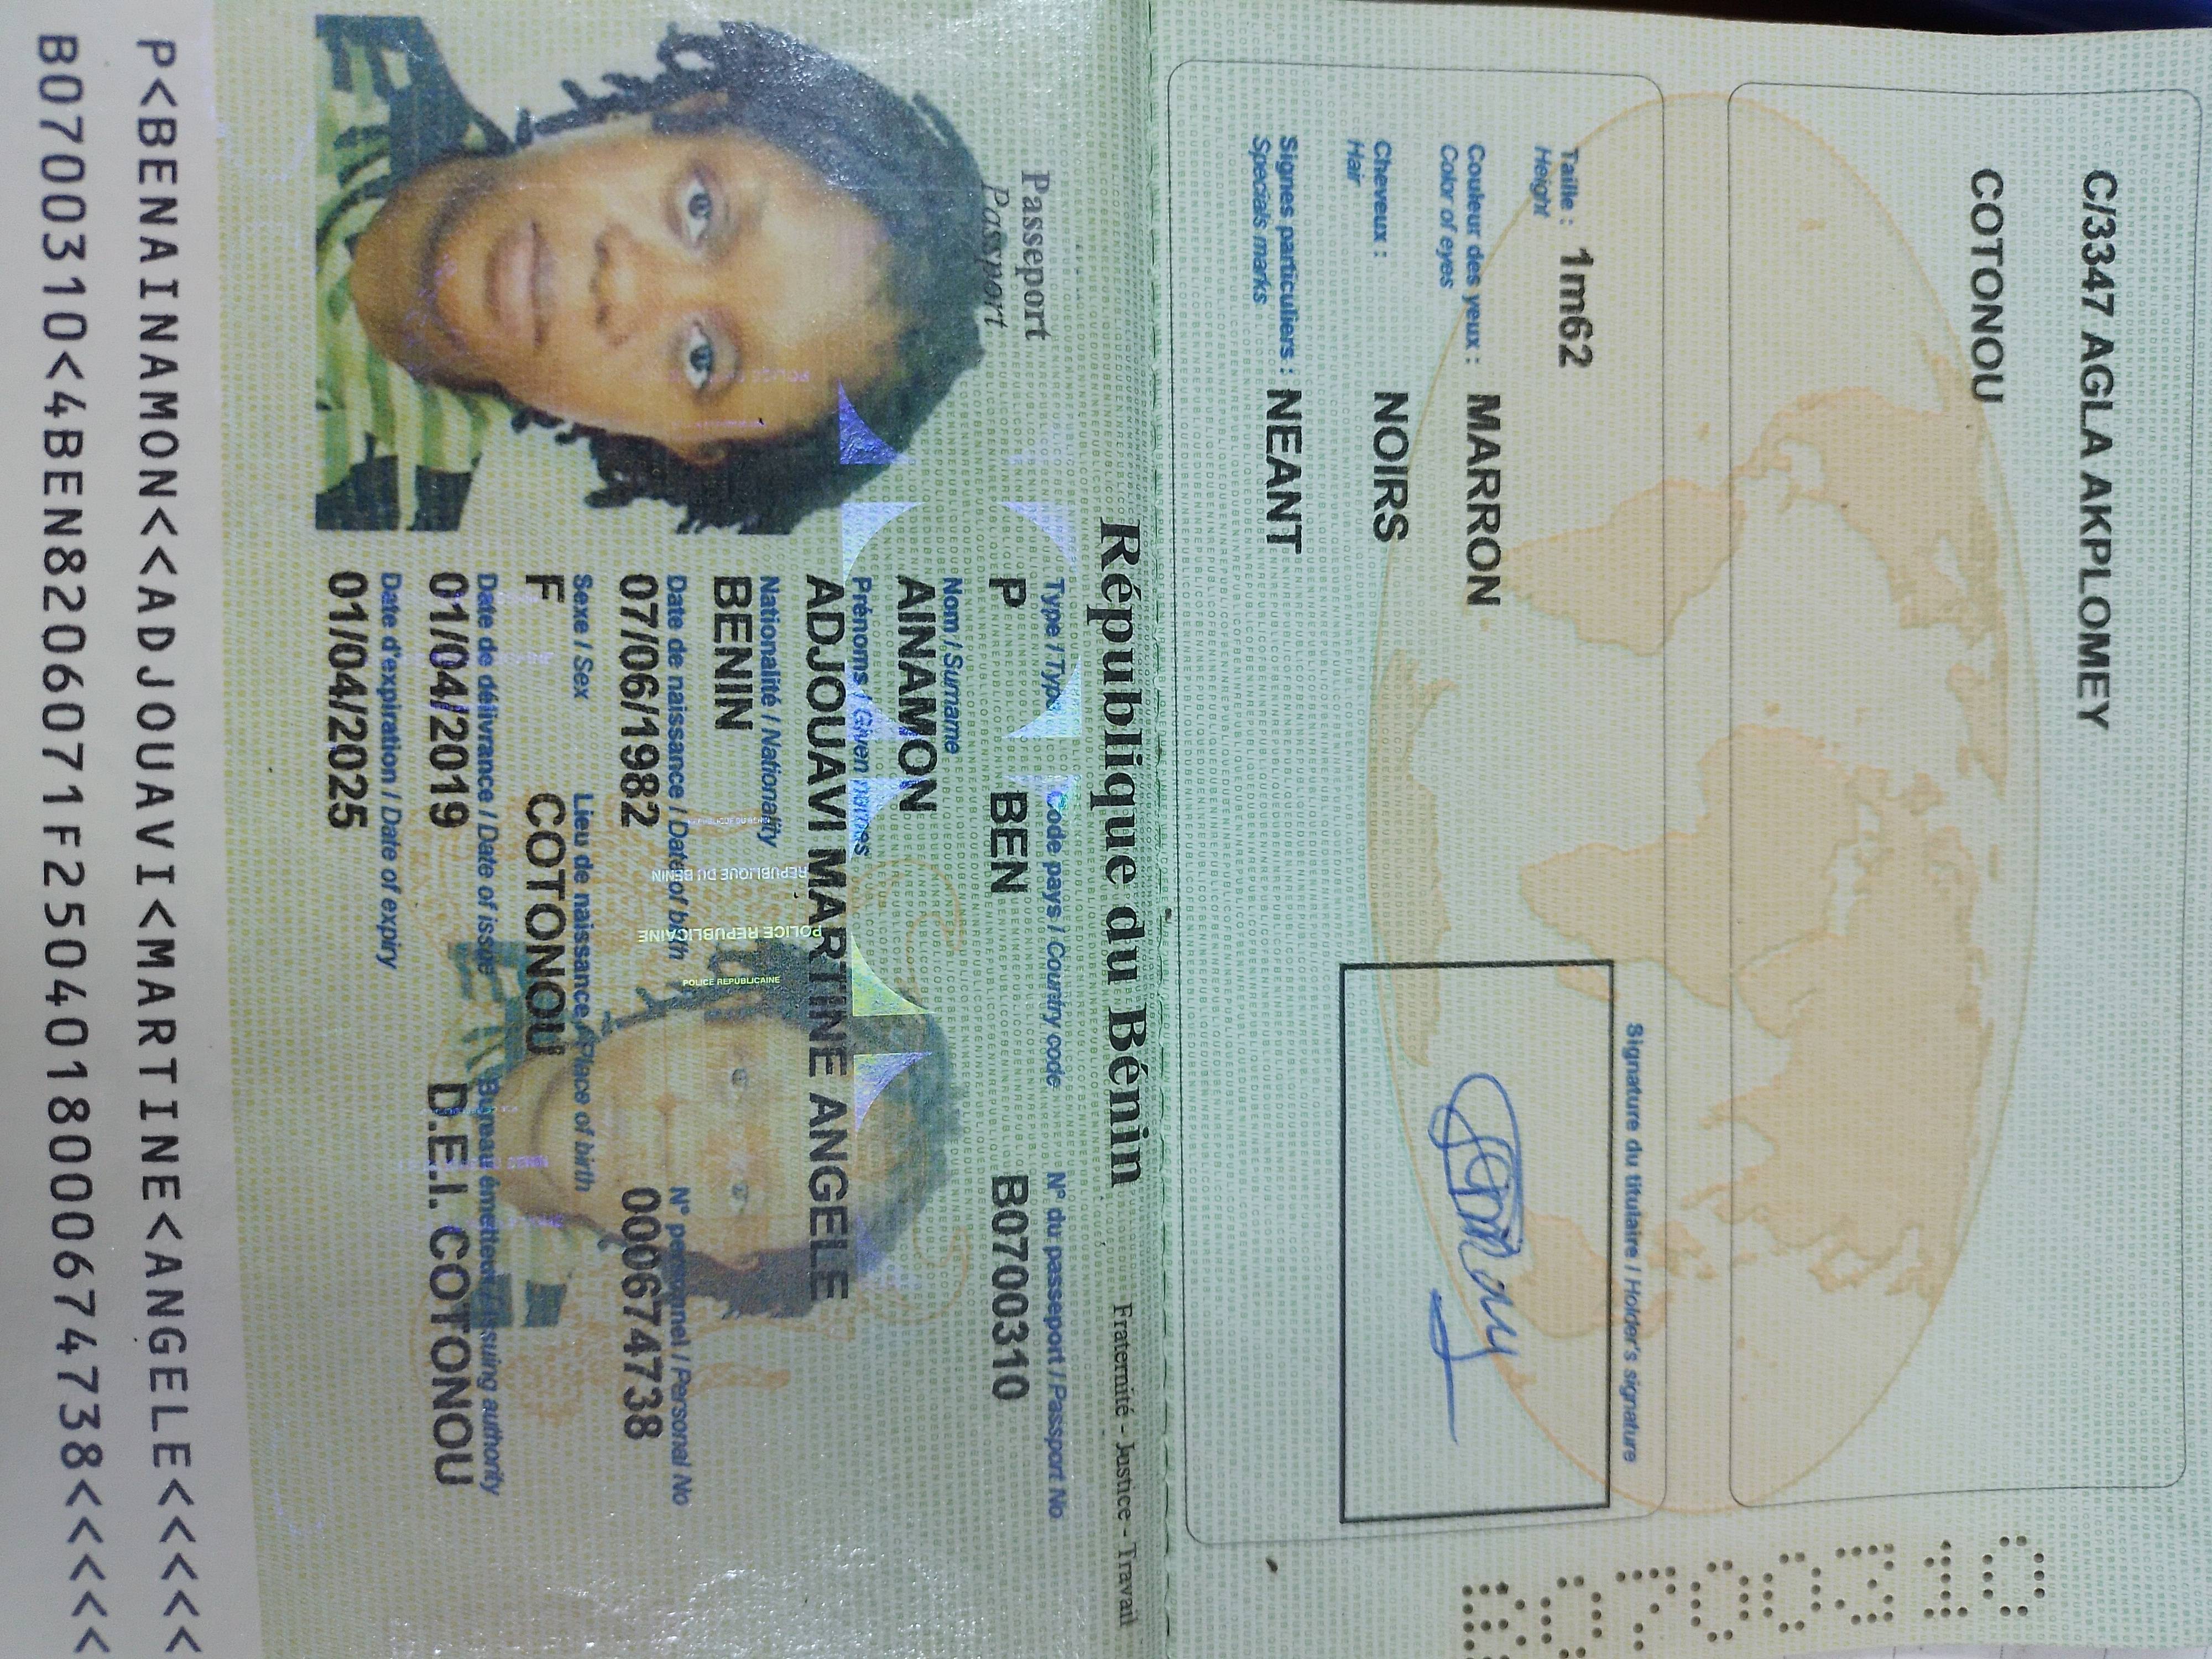 C/3347 AGLA AKPLOMEY
COTONOU
Taille : 1m62
Height
Couleur des yeux : MARRON
Color of eyes
Cheveux : NOIRS
Hair
Signes particuliers : NEANT
Specials marks
Signature du titulaire / Holder's signature
B0700310
République du Bénin Fraternité - Justice - Travail
Passeport
Passport
Type / Type Code pays / Country code N° du passeport / Passport No
P BEN B0700310
Nom / Surname
AINAMON
Prénoms / Given names
ADJOUAVI MARTINE ANGELE
Nationalité / Nationality
BENIN
Date de naissance / Date of birth N° personnel / Personal No
07/06/1982 000674738
Sexe / Sex Lieu de naissance / Place of birth
F COTONOU
Date de délivrance / Date of issue Bureau émetteur / Issuing authority
01/04/2019 D.E.I. COTONOU
Date d'expiration / Date of expiry
01/04/2025
REPUBLIQUE DU BENIN
POLICE REPUBLICAINE
POLICE REPUBLICAINE
P<BENAINAMON<<ADJOUAVI<MARTINE<ANGELE<<<<<
B0700310<4BEN8206071F2504018000674738<<<<<